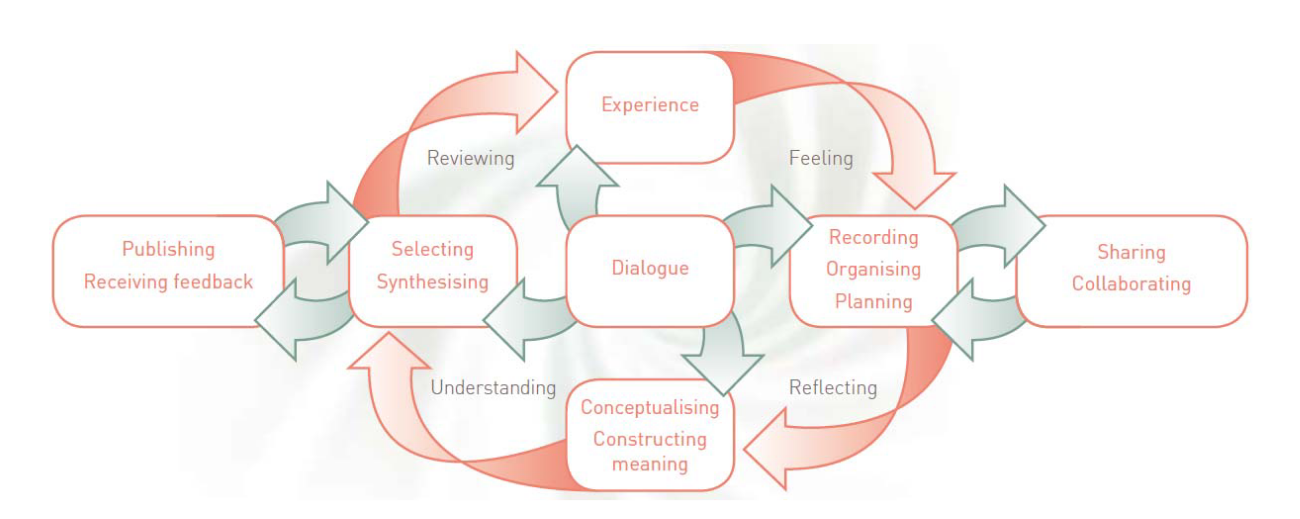 Experience
Reviewing
Feeling
Publishing
Receiving feedback
Selecting
Synthesising
Dialogue
Recording
Organising
Planning
Sharing
Collaborating
Understanding
Reflecting
Conceptualising
Constructing
meaning